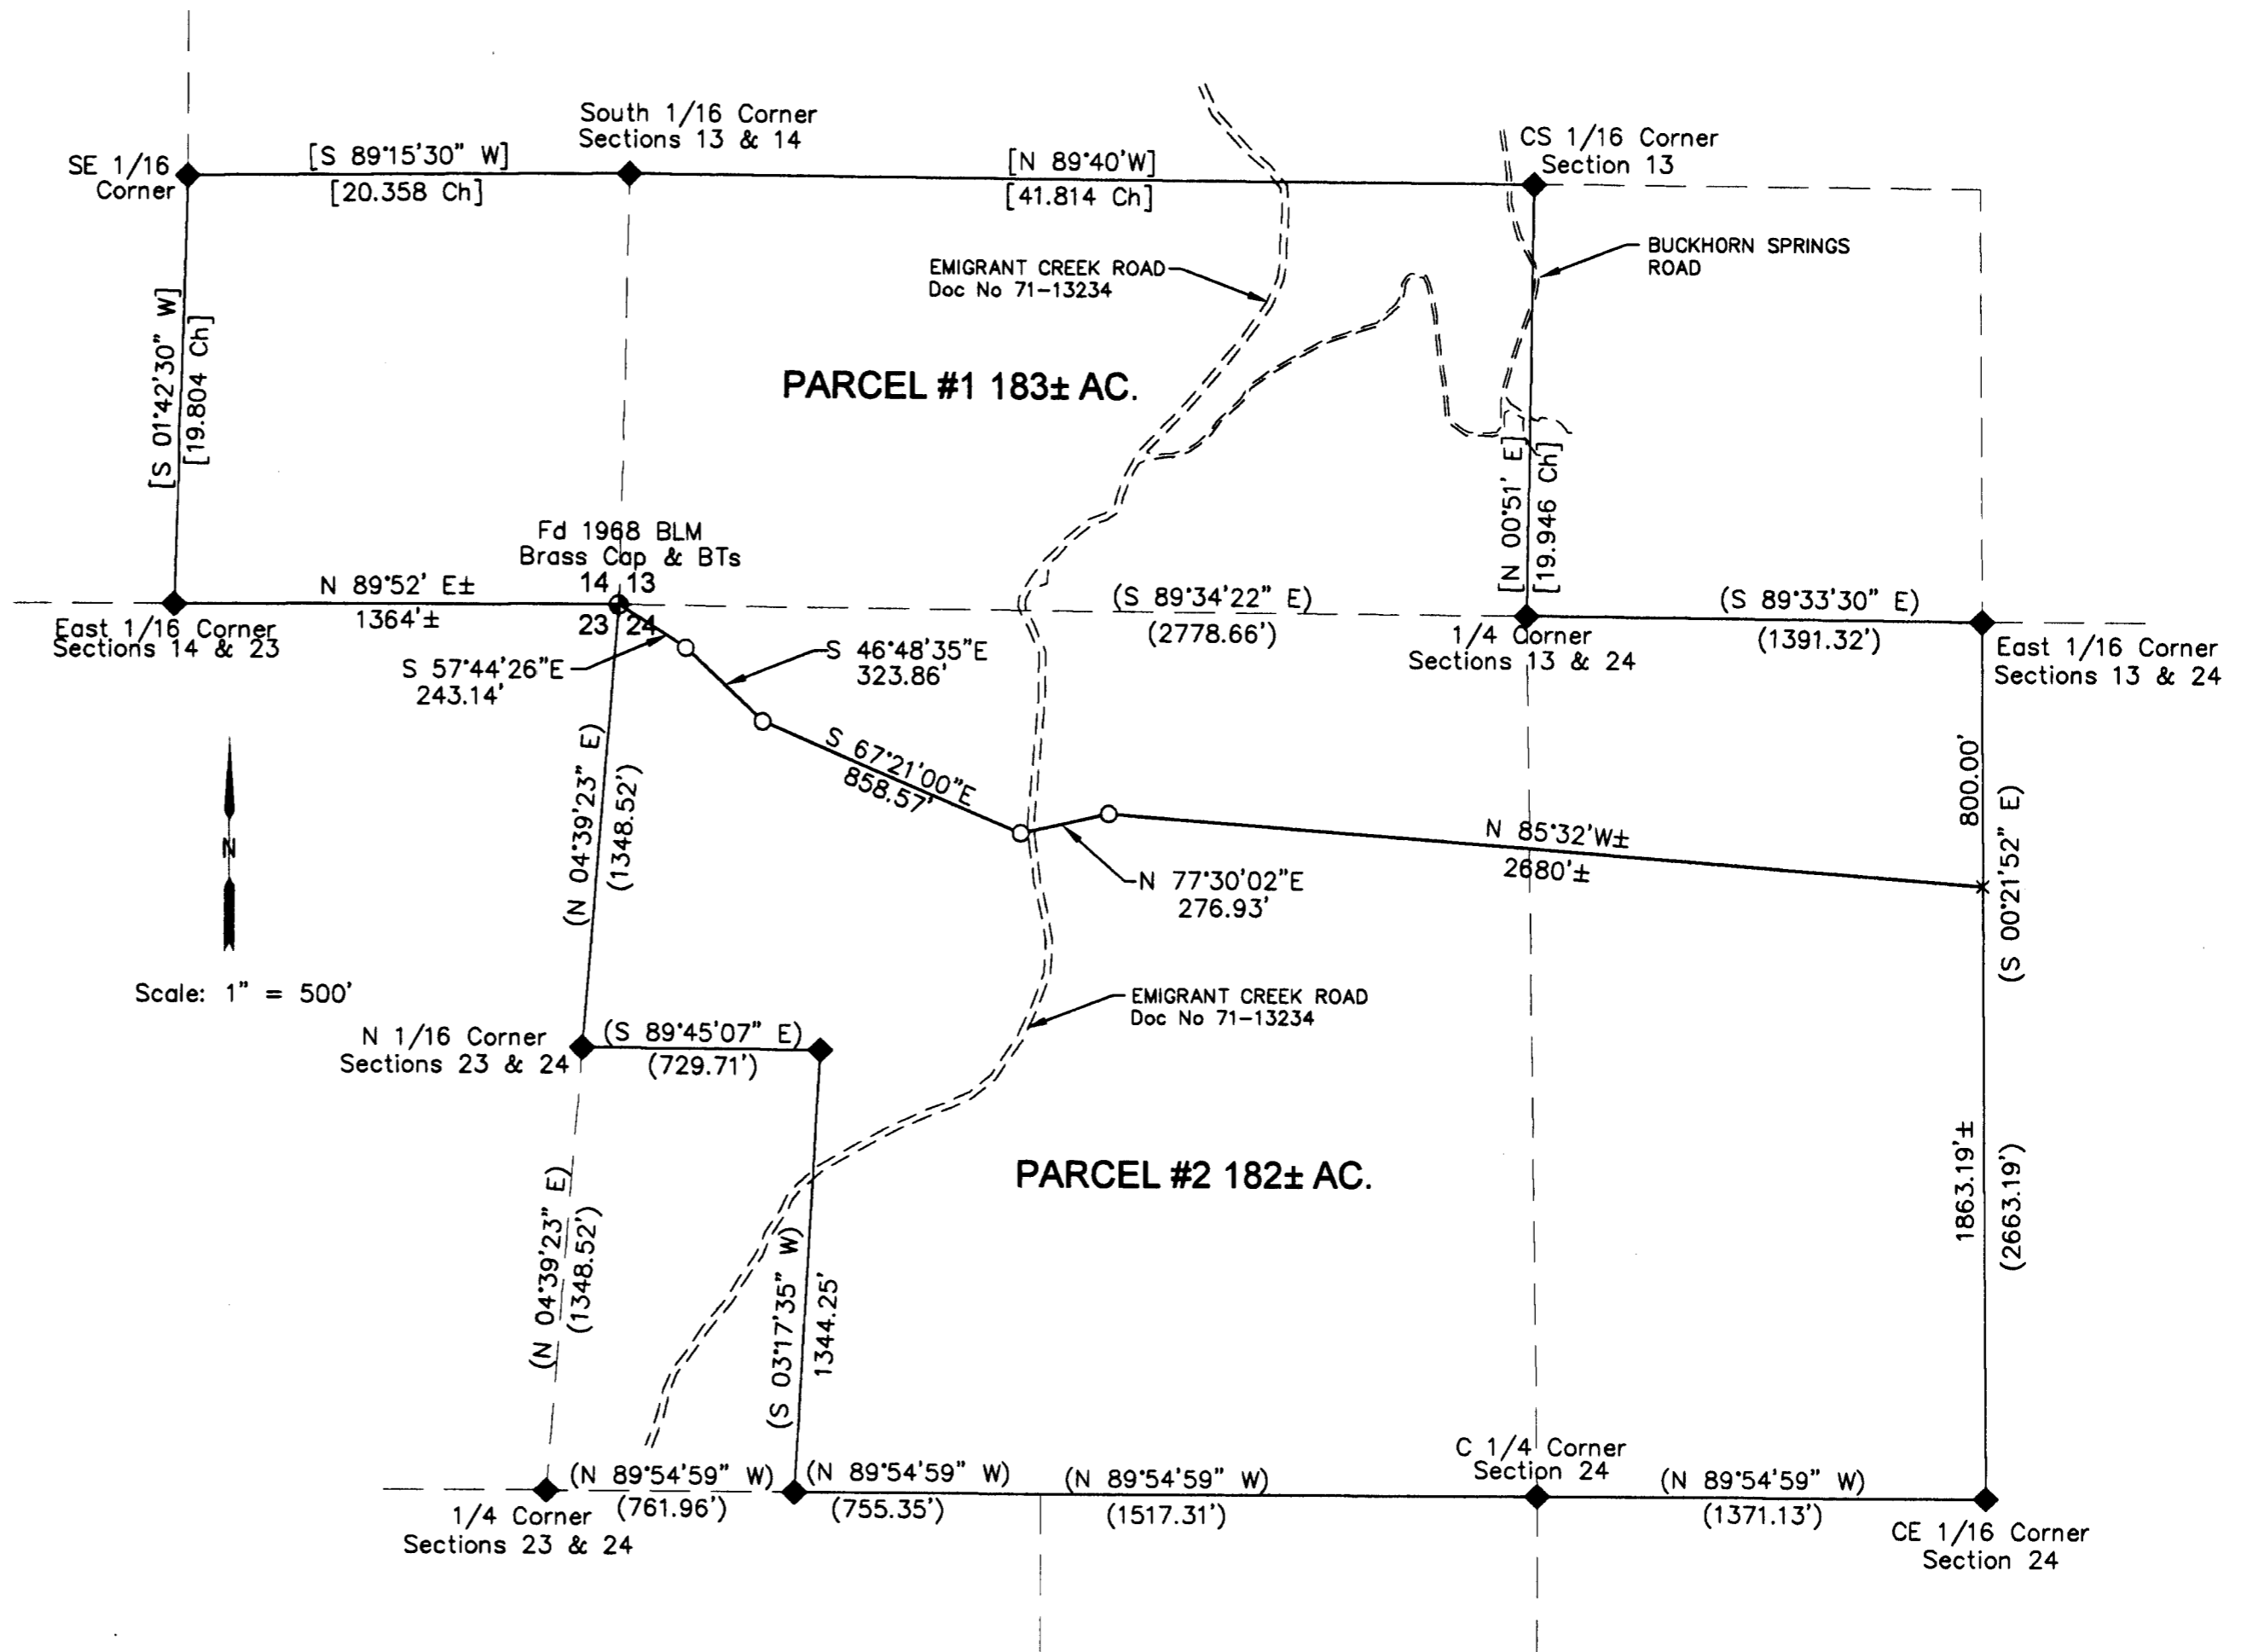 South 1/16 Corner
Sections 13 & 14
CS 1/16 Corner
Section 13
SE 1/16
Corner
[S 89°15'30" W]
[20.358 Ch]
[N 89°40'W]
[41.814 Ch]
BUCKHORN SPRINGS
ROAD
EMIGRANT CREEK ROAD
Doc No 71-13234
[S 01°42'30" W]
[19.804 Ch]
PARCEL #1 183± AC.
[N 00°51' E]
[19.946 Ch]
Fd 1968 BLM
Brass Cap & BTs
14 13
23 24
N 89°52' E±
1364'±
East 1/16 Corner
Sections 14 & 23
(S 89°34'22" E)
(2778.66')
1/4 Corner
Sections 13 & 24
(S 89°33'30" E)
(1391.32')
East 1/16 Corner
Sections 13 & 24
S 57°44'26"E
243.14'
S 46°48'35"E
323.86'
S 67°21'00"E
858.57'
N 77°30'02"E
276.93'
N 85°32'W±
2680'±
800.00'
(S 00°21'52" E)
(N 04°39'23" E)
(1348.52')
N
Scale: 1" = 500'
EMIGRANT CREEK ROAD
Doc No 71-13234
N 1/16 Corner
Sections 23 & 24
(S 89°45'07" E)
(729.71')
PARCEL #2 182± AC.
1863.19'±
(2663.19')
(N 04°39'23" E)
(1348.52')
(S 03°17'35" W)
1344.25'
C 1/4 Corner
Section 24
(N 89°54'59" W)
(761.96')
(N 89°54'59" W)
(755.35')
(N 89°54'59" W)
(1517.31')
(N 89°54'59" W)
(1371.13')
1/4 Corner
Sections 23 & 24
CE 1/16 Corner
Section 24